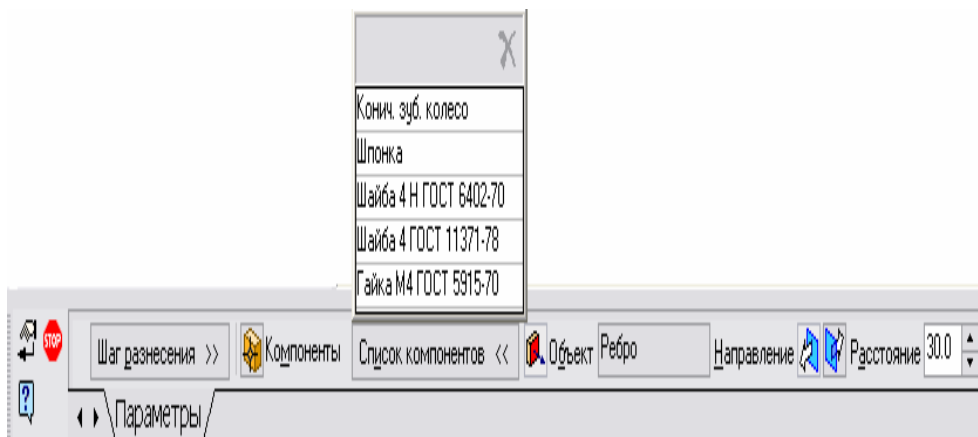 Конич. зуб. колесо
Шпонка
Шайба 4 Н ГОСТ 6402-70
Шайба 4 ГОСТ 11371-78
Гайка М4 ГОСТ 5915-70
STOP Шаг разнесения >> Компоненты Список компонентов << Объект Ребро Направление Расстояние 30.0
?
Параметры